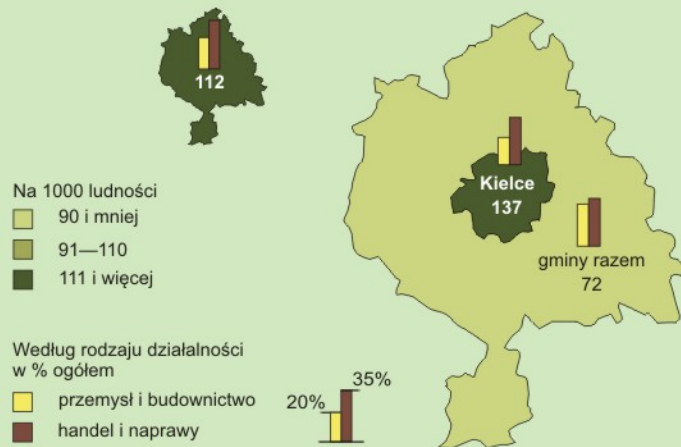 112
Kielce
137
gminy razem
72
Na 1000 ludności
90 i mniej
91—110
111 i więcej
Według rodzaju działalności
w % ogółem
przemysł i budownictwo
handel i naprawy
20%
35%